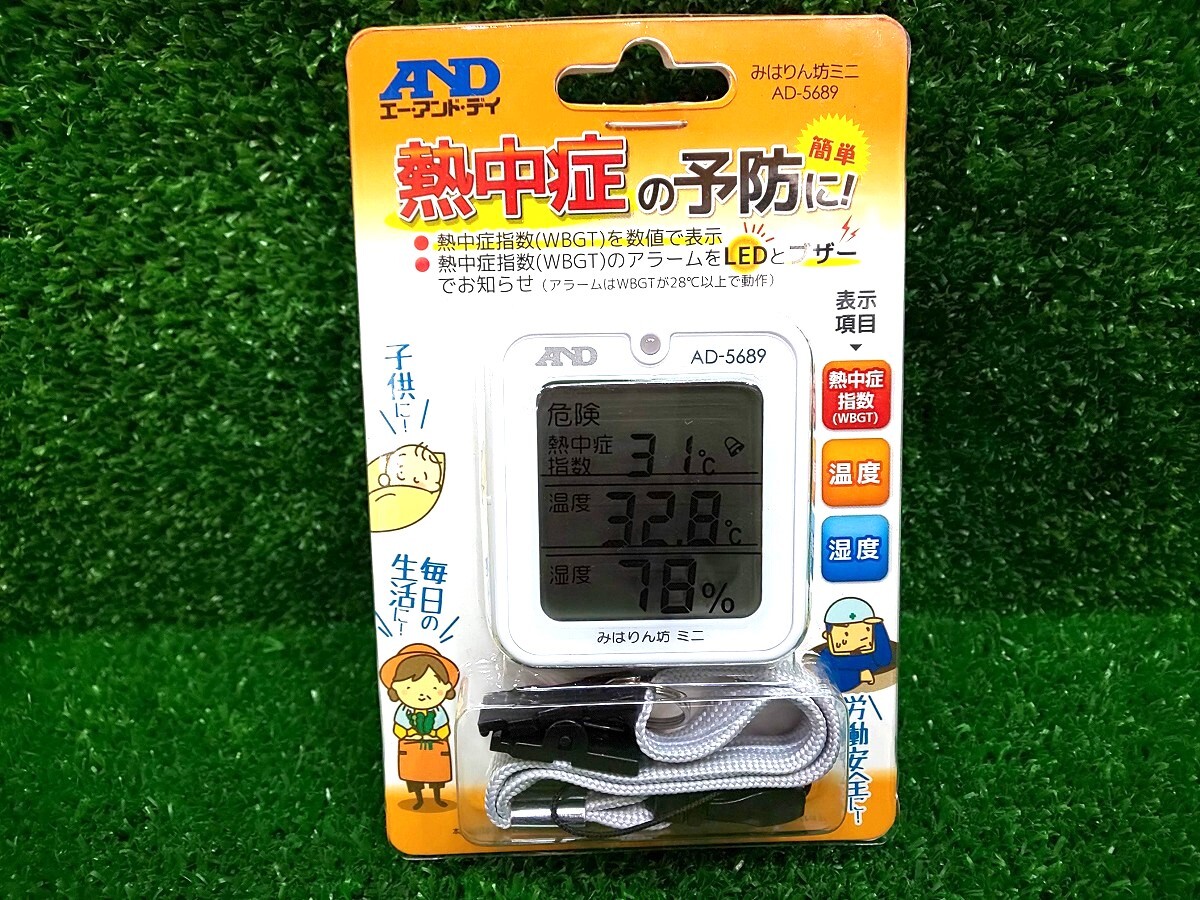 AND
エー・アンド・デイ
みはりん坊ミニ
AD-5689
簡単
熱中症の予防に!
● 熱中症指数(WBGT)を数値で表示
● 熱中症指数(WBGT)のアラームをLEDとブザー
でお知らせ(アラームはWBGTが28℃以上で動作)
表示
項目
熱中症
指数
(WBGT)
温度
湿度
子供に!
毎日の
生活に!
労働安全に!
AND
AD-5689
危険
熱中症
指数
31℃
温度
32.8℃
湿度
78%
みはりん坊 ミニ